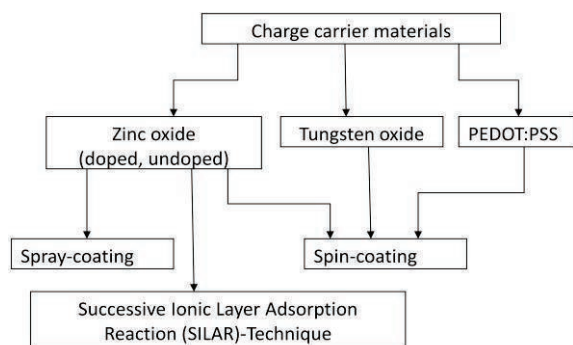 Charge carrier materials
Zinc oxide
(doped, undoped)
Tungsten oxide
PEDOT:PSS
Spray-coating
Spin-coating
Successive Ionic Layer Adsorption
Reaction (SILAR)-Technique